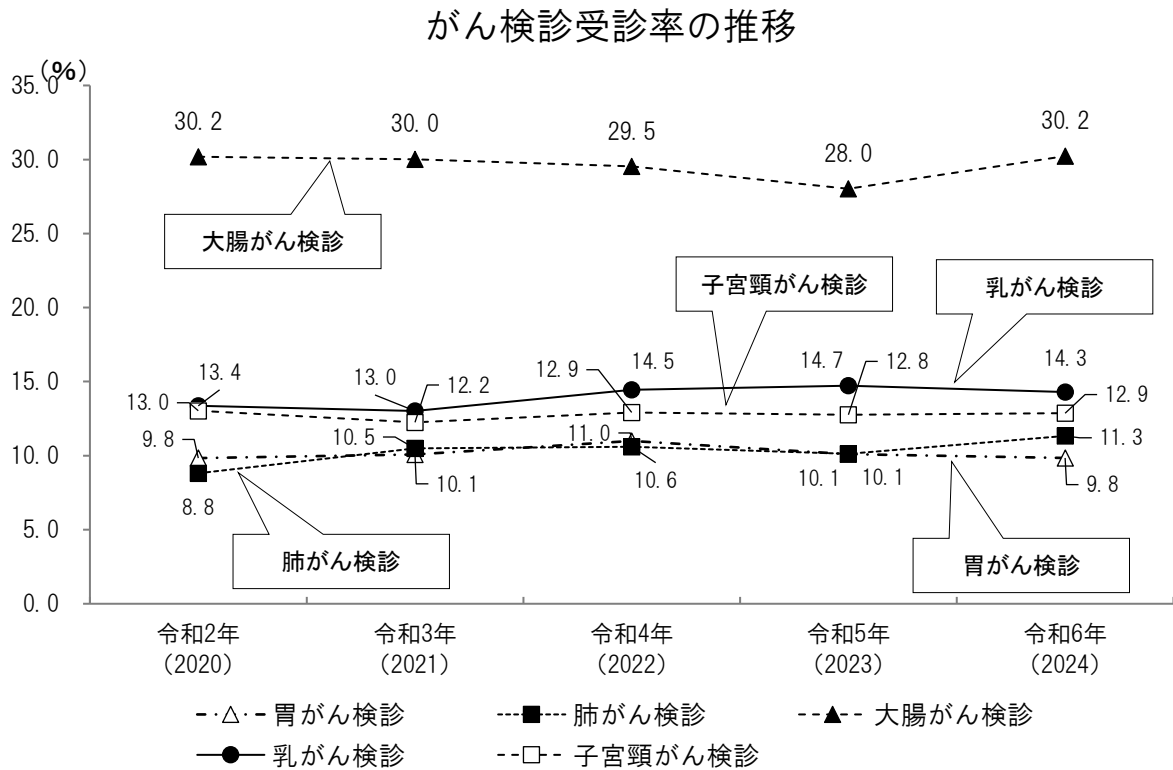 がん検診受診率の推移
(%)
35.0
30.0
25.0
20.0
15.0
10.0
5.0
0.0
30.2 30.0 29.5 28.0 30.2
大腸がん検診
子宮頸がん検診
乳がん検診
13.4 13.0 14.5 14.7 14.3
13.0 12.2 12.9 12.8 12.9
9.8 10.5 11.0 11.3
8.8 10.1 10.6 10.1 10.1 9.8
肺がん検診
胃がん検診
令和2年 令和3年 令和4年 令和5年 令和6年
（2020） （2021） （2022） （2023） （2024）
胃がん検診 肺がん検診 大腸がん検診
乳がん検診 子宮頸がん検診